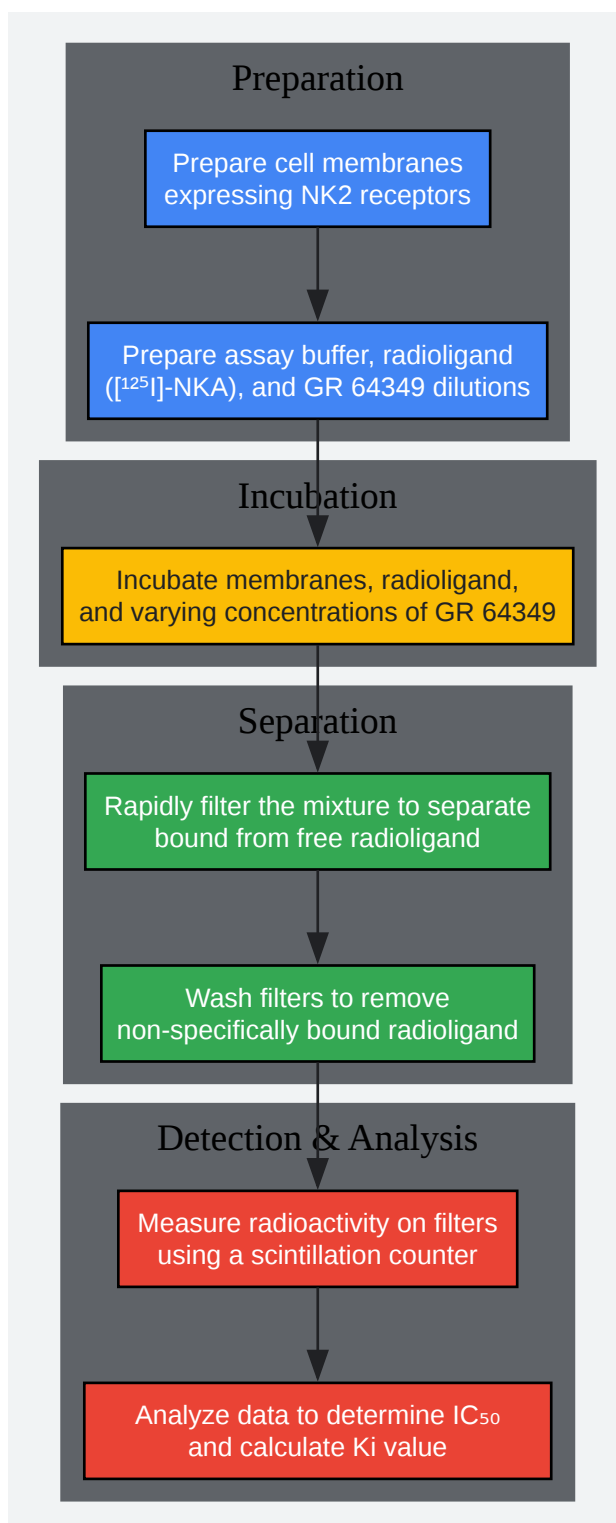 Preparation
Prepare cell membranes
expressing NK2 receptors
Prepare assay buffer, radioligand
([¹²⁵I]-NKA), and GR 64349 dilutions
Incubation
Incubate membranes, radioligand,
and varying concentrations of GR 64349
Separation
Rapidly filter the mixture to separate
bound from free radioligand
Wash filters to remove
non-specifically bound radioligand
Detection & Analysis
Measure radioactivity on filters
using a scintillation counter
Analyze data to determine IC₅₀
and calculate Ki value